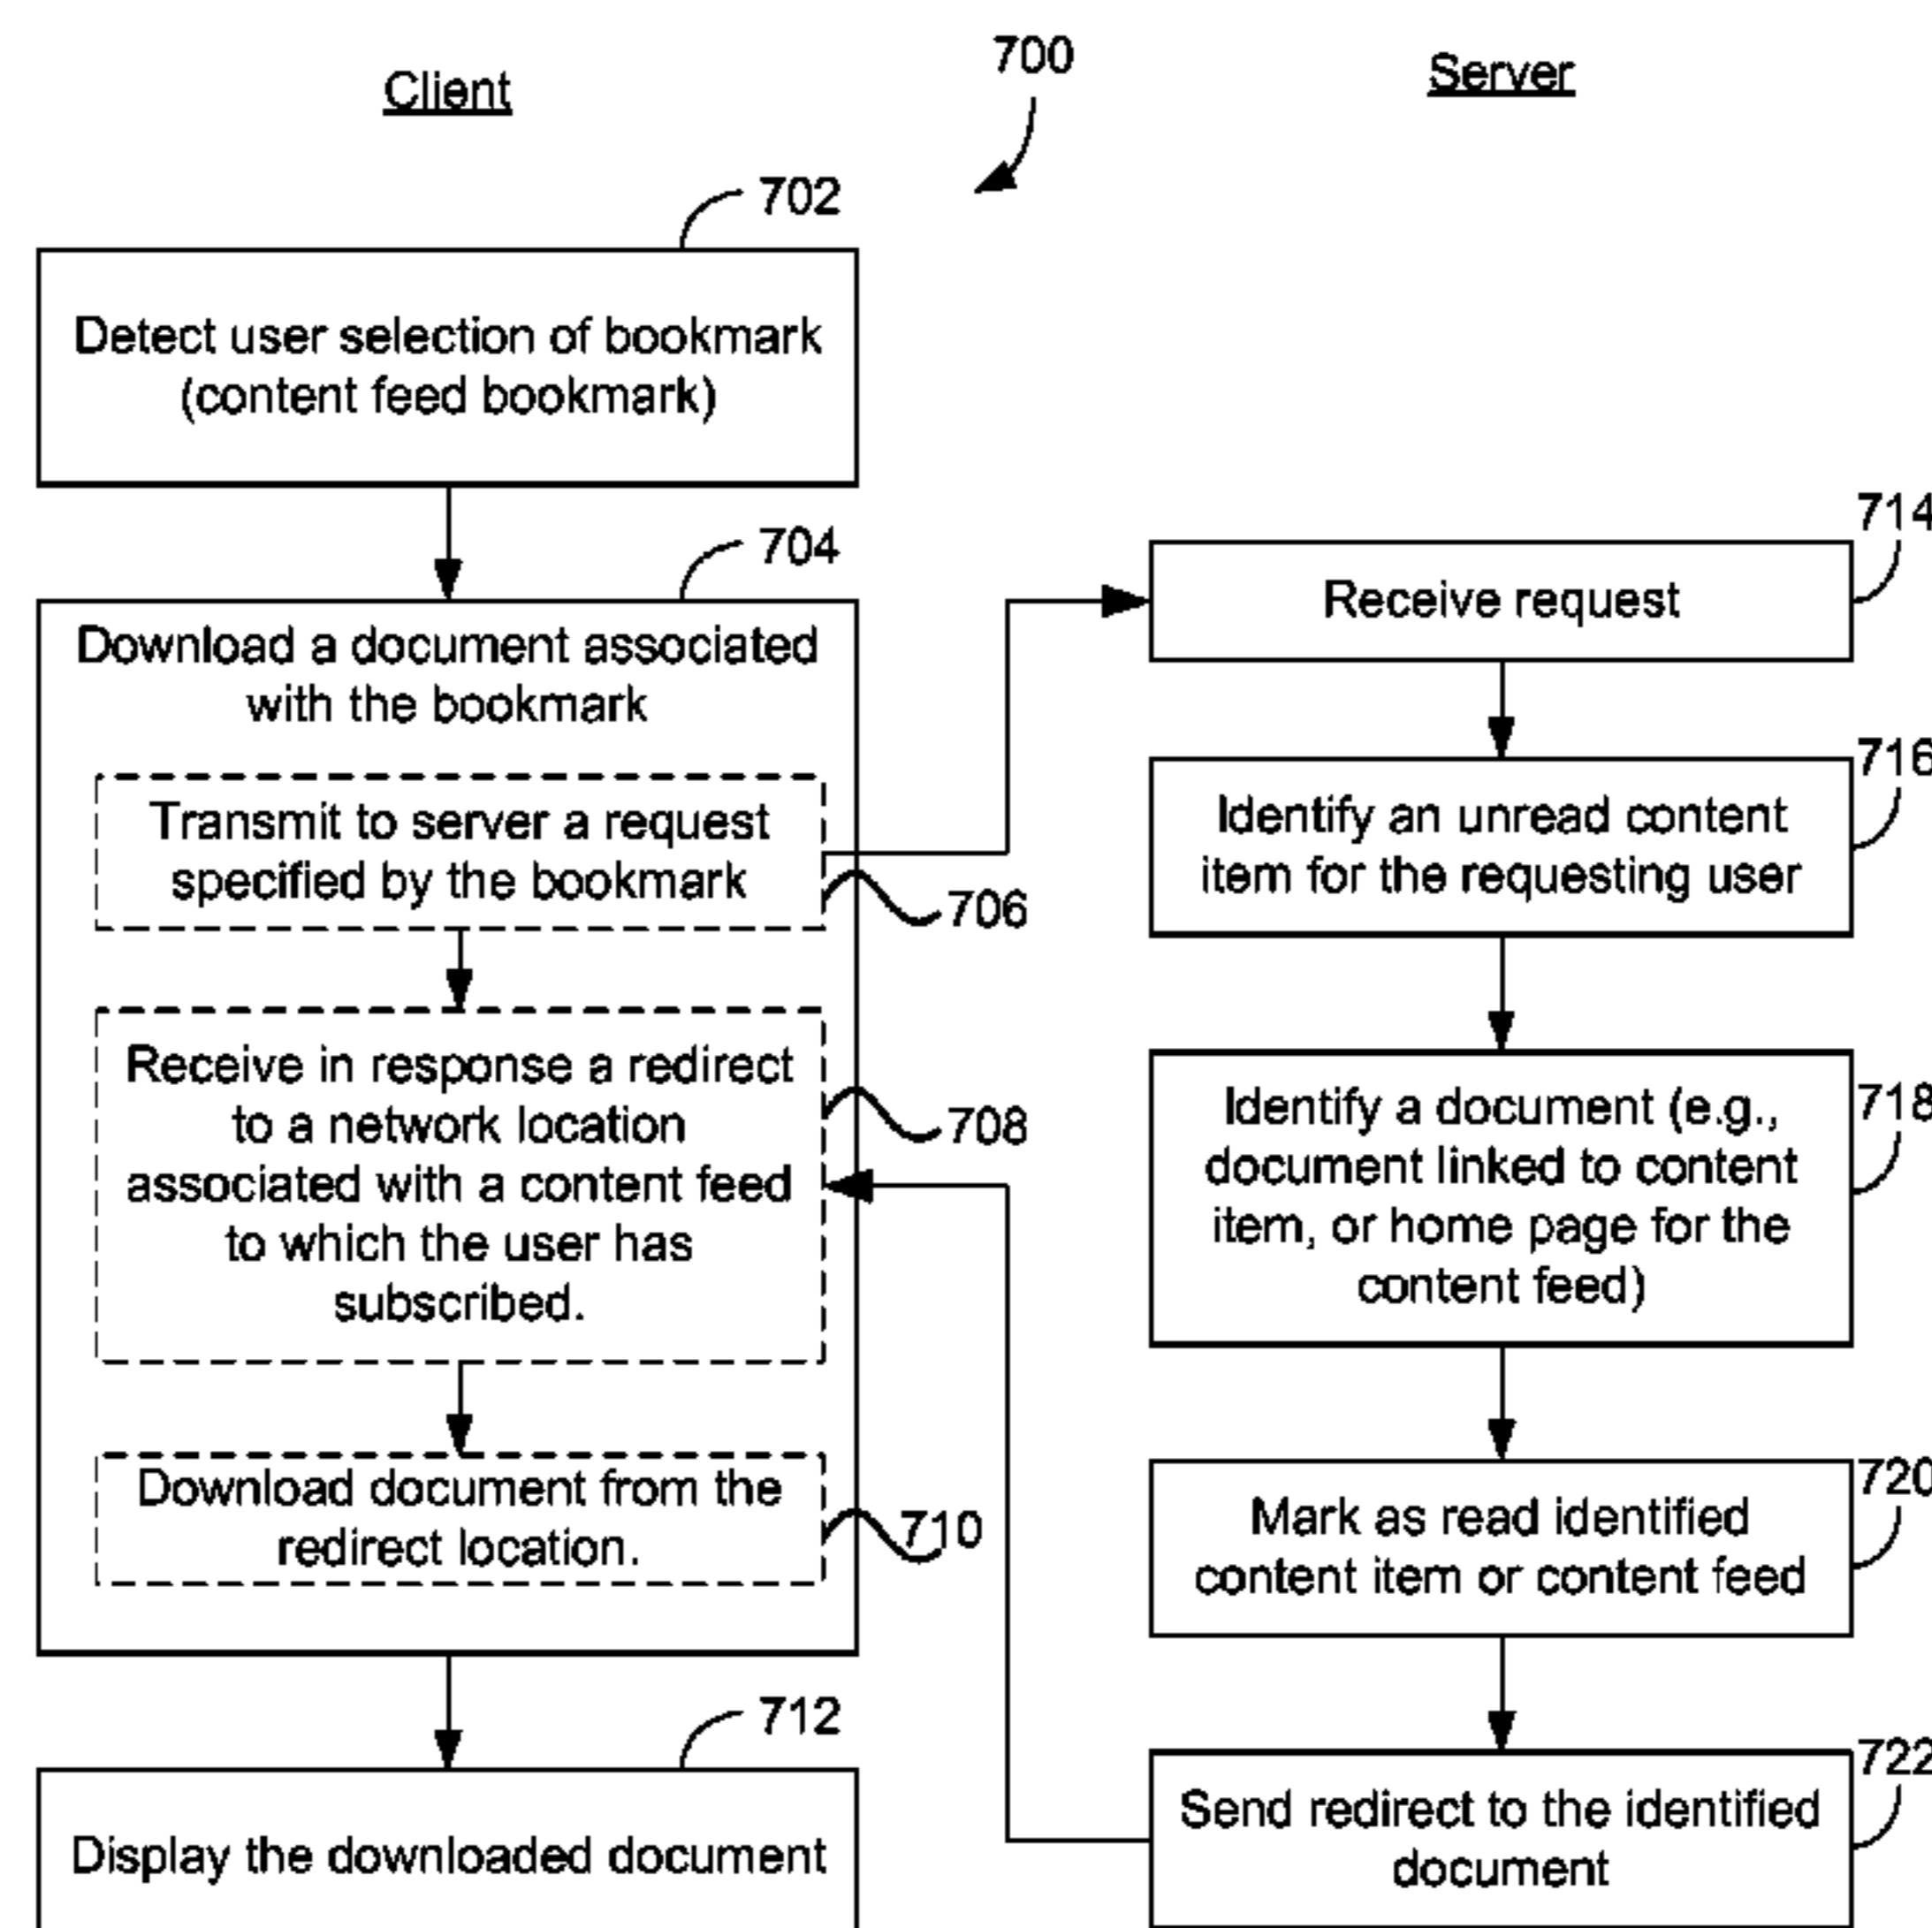 Client
700
Server
702
Detect user selection of bookmark
(content feed bookmark)
704
Download a document associated
with the bookmark
Transmit to server a request
specified by the bookmark
706
Receive in response a redirect
to a network location
associated with a content feed
to which the user has
subscribed.
708
Download document from the
redirect location.
710
712
Display the downloaded document
714
Receive request
716
Identify an unread content
item for the requesting user
718
Identify a document (e.g.,
document linked to content
item, or home page for the
content feed)
720
Mark as read identified
content item or content feed
722
Send redirect to the identified
document